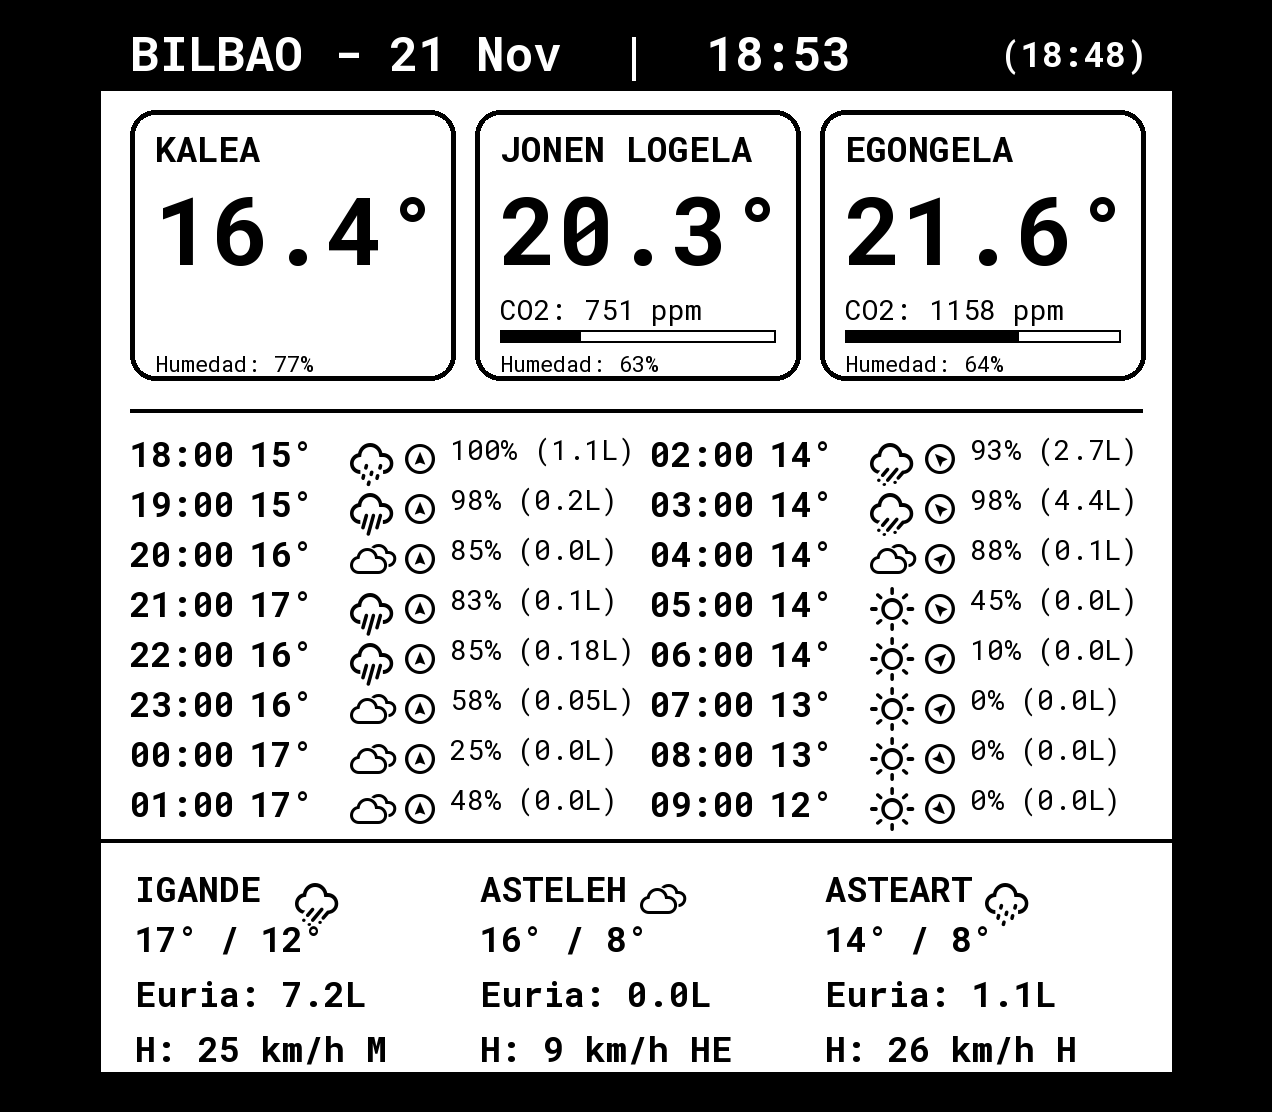 BILBAO - 21 Nov | 18:53 (18:48)
KALEA
16.4°
Humedad: 77%
JONEN LOGELA
20.3°
CO2: 751 ppm
Humedad: 63%
EGONGELA
21.6°
CO2: 1158 ppm
Humedad: 64%
18:00 15° 100% (1.1L)
19:00 15° 98% (0.2L)
20:00 16° 85% (0.0L)
21:00 17° 83% (0.1L)
22:00 16° 85% (0.18L)
23:00 16° 58% (0.05L)
00:00 17° 25% (0.0L)
01:00 17° 48% (0.0L)
02:00 14° 93% (2.7L)
03:00 14° 98% (4.4L)
04:00 14° 88% (0.1L)
05:00 14° 45% (0.0L)
06:00 14° 10% (0.0L)
07:00 13° 0% (0.0L)
08:00 13° 0% (0.0L)
09:00 12° 0% (0.0L)
IGANDE
17° / 12°
Euria: 7.2L
H: 25 km/h M
ASTELEH
16° / 8°
Euria: 0.0L
H: 9 km/h HE
ASTEART
14° / 8°
Euria: 1.1L
H: 26 km/h H